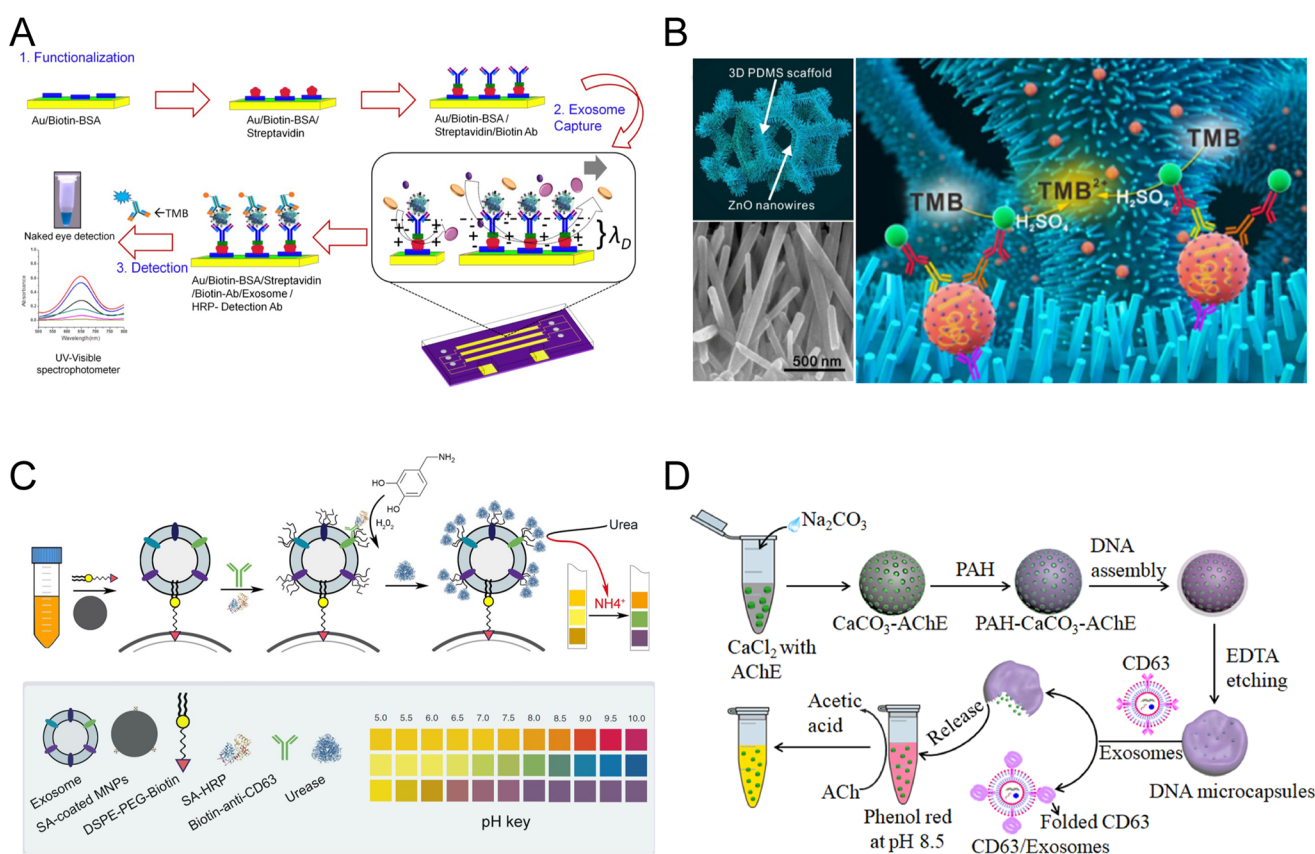 A
1. Functionalization
Au/Biotin-BSA
Au/Biotin-BSA/
Streptavidin
Au/Biotin-BSA /
Streptavidin/Biotin Ab
2. Exosome
Capture
λD
Naked eye detection
←TMB
3. Detection
Au/Biotin-BSA/Streptavidin
/Biotin-Ab/Exosome /
HRP- Detection Ab
Absorbance
Wavelength(nm)
UV-Visible
spectrophotometer
B
3D PDMS scaffold
ZnO nanowires
500 nm
TMB
TMB2+
H2SO4
TMB
H2SO4
C
NH2
HO
HO
H2O2
Urea
NH4+
Exosome
SA-coated MNPs
DSPE-PEG-Biotin
SA-HRP
Biotin-anti-CD63
Urease
5.0 5.5 6.0 6.5 7.0 7.5 8.0 8.5 9.0 9.5 10.0
pH key
D
Na2CO3
CaCl2 with
AChE
CaCO3-AChE
PAH
PAH-CaCO3-AChE
DNA
assembly
EDTA
etching
DNA microcapsules
CD63
Exosomes
Folded CD63
CD63/Exosomes
Release
Phenol red
at pH 8.5
Acetic
acid
ACh